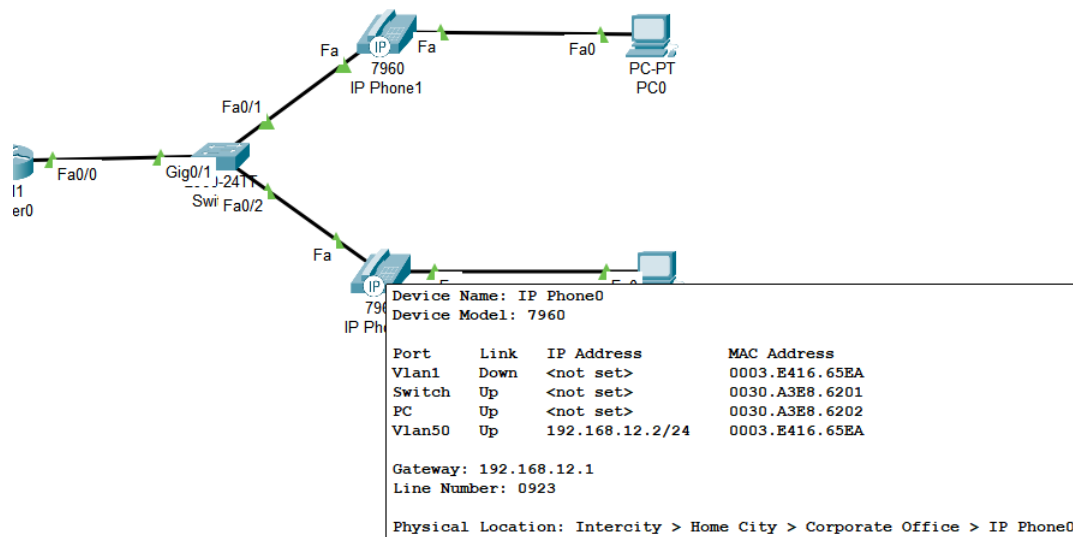 Fa
IP
Fa
Fa0
7960
IP Phone1
PC-PT
PC0
Fa0/1
Fa0/0
Gig0/1
Fa0/2
Fa
IP
Device Name: IP Phone0
Device Model: 7960
Port Link IP Address MAC Address
Vlan1 Down <not set> 0003.E416.65EA
Switch Up <not set> 0030.A3E8.6201
PC Up <not set> 0030.A3E8.6202
Vlan50 Up 192.168.12.2/24 0003.E416.65EA
Gateway: 192.168.12.1
Line Number: 0923
Physical Location: Intercity > Home City > Corporate Office > IP Phone0